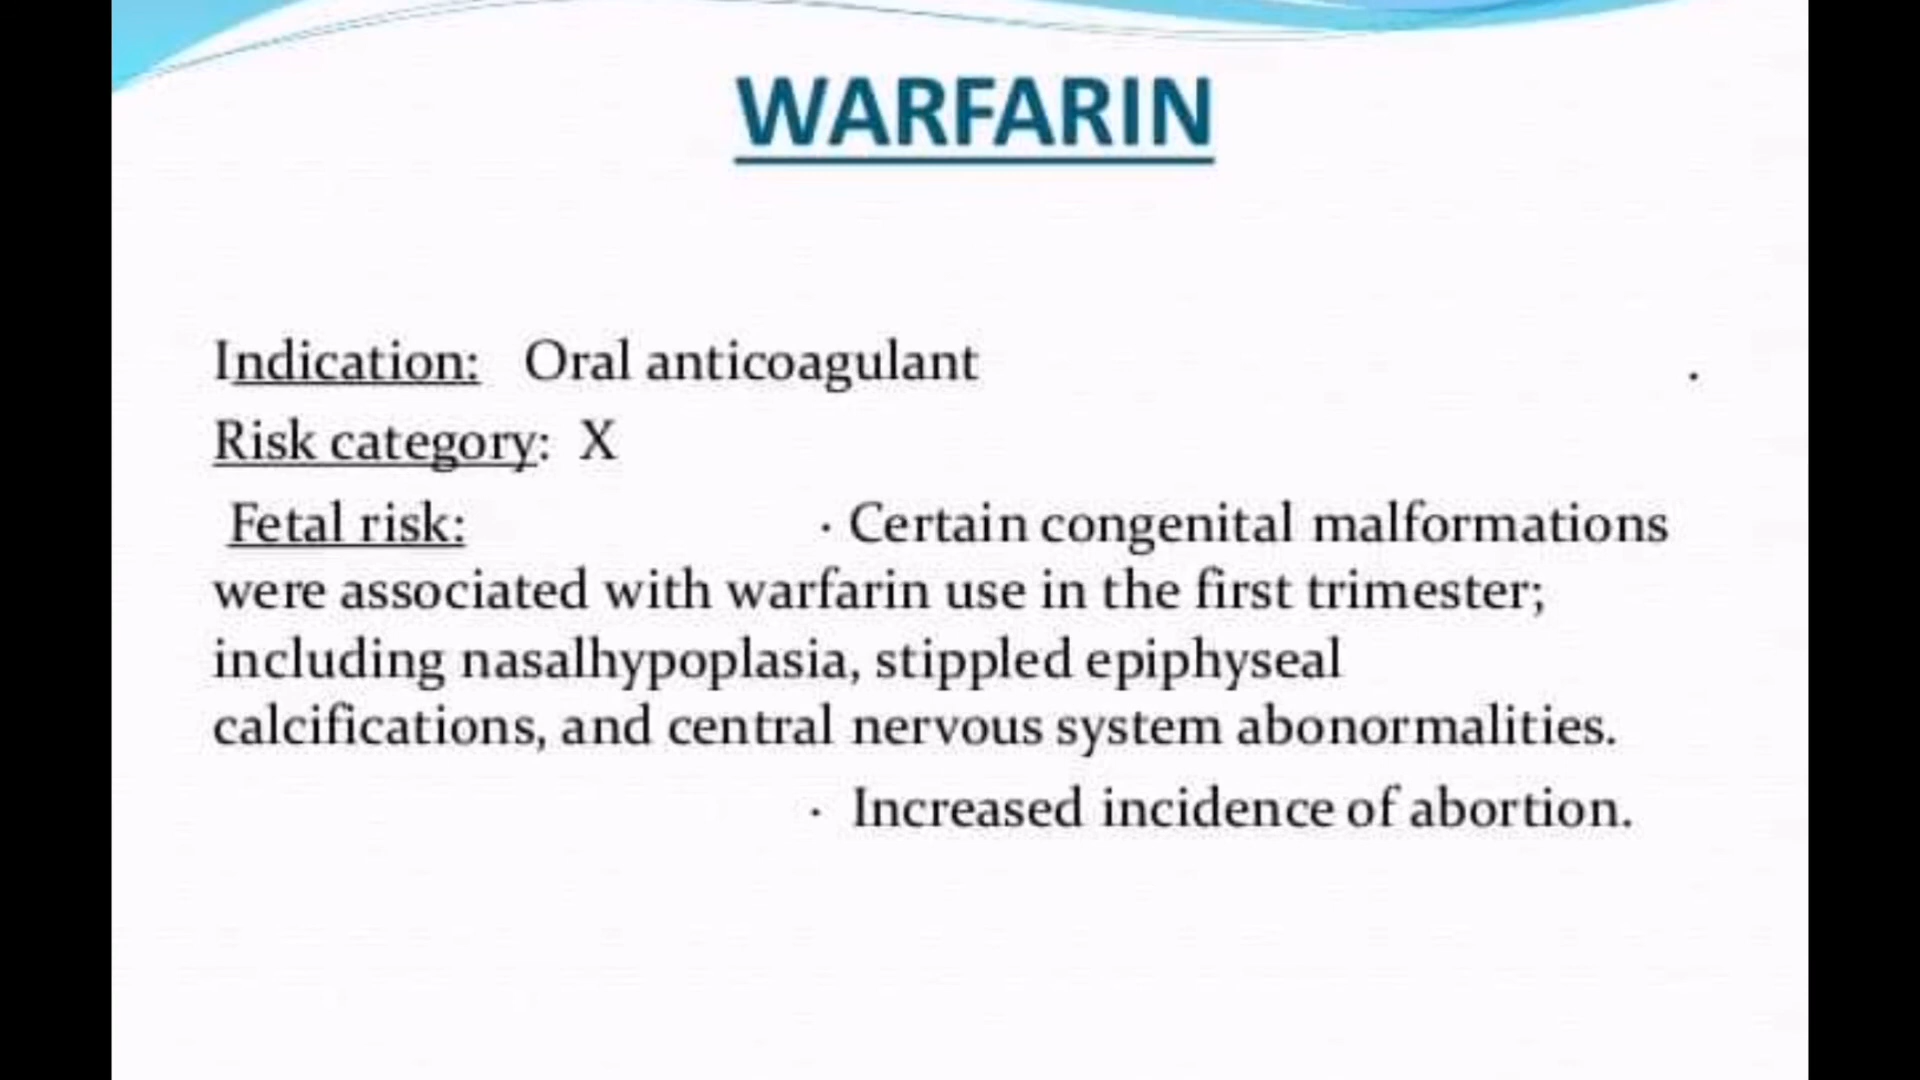 WARFARIN
Indication: Oral anticoagulant .
Risk category: X
Fetal risk: · Certain congenital malformations
were associated with warfarin use in the first trimester;
including nasalhypoplasia, stippled epiphyseal
calcifications, and central nervous system abonormalities.
· Increased incidence of abortion.